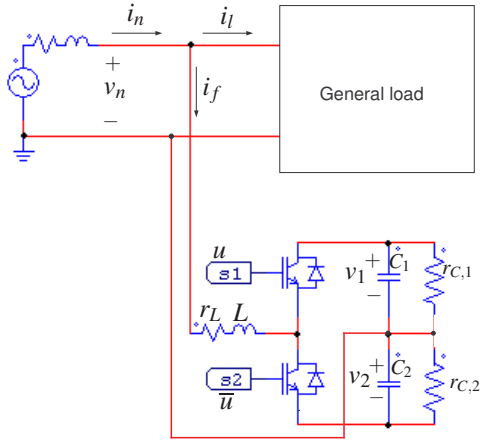 i_n
i_l
+
v_n
−
i_f
General load
u
s1
r_L L
s2
u̅
v_1
+
−
C_1
r_{C,1}
v_2
+
−
C_2
r_{C,2}